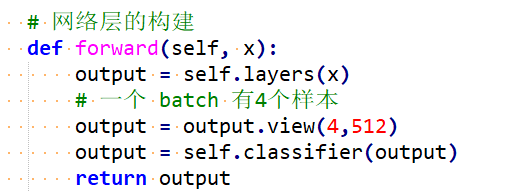 # 网络层的构建
def forward(self, x):
output = self.layers(x)
# 一个 batch 有4个样本
output = output.view(4,512)
output = self.classifier(output)
return output